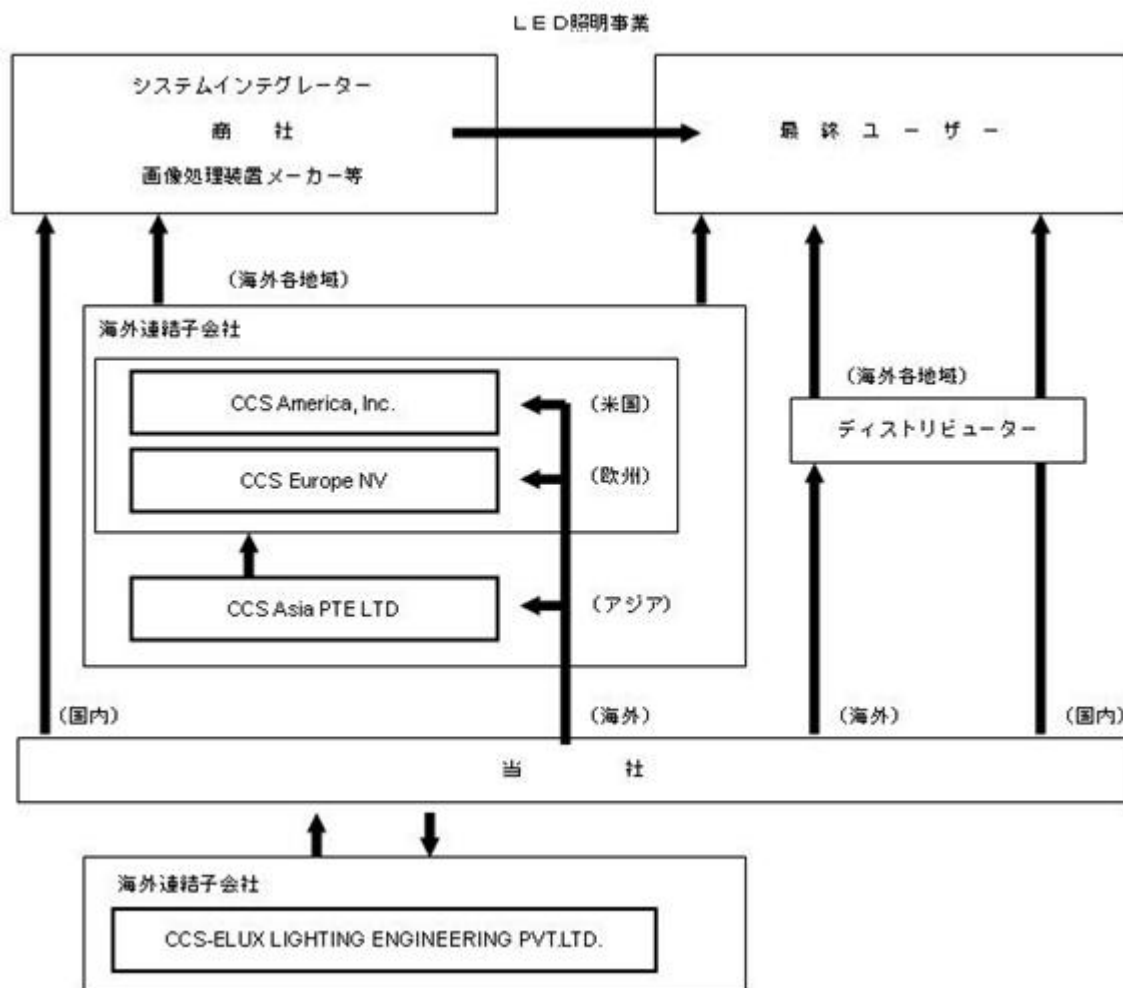 LED照明事業
システムインテグレーター
商社
画像処理装置メーカー等
最終ユーザー
(海外各地域)
海外連結子会社
CCS America, Inc.
(米国)
(海外各地域)
ディストリビューター
CCS Europe NV
(欧州)
CCS Asia PTE LTD
(アジア)
(国内)
(海外)
(海外)
(国内)
当社
海外連結子会社
CCS-ELUX LIGHTING ENGINEERING PVT.LTD.